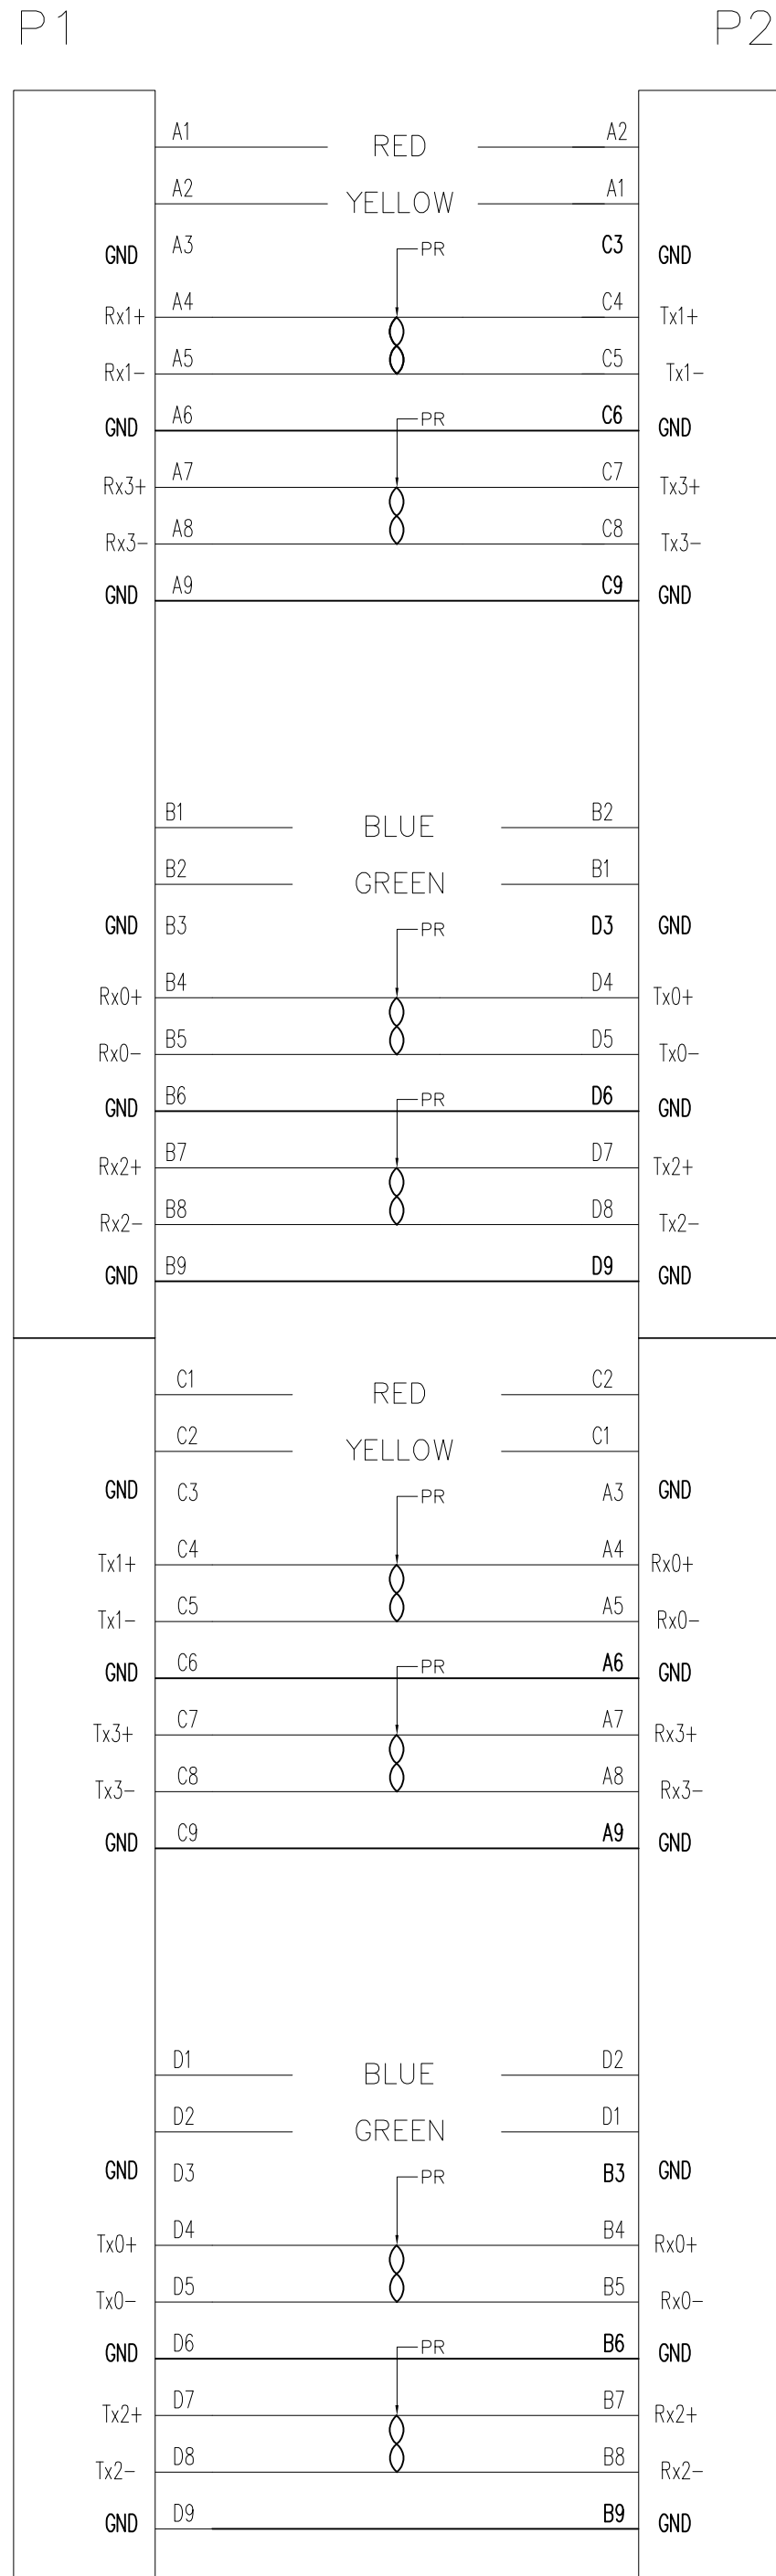 P1 P2
A1 RED A2
A2 YELLOW A1
GND A3 PR C3 GND
Rx1+ A4 C4 Tx1+
Rx1- A5 C5 Tx1-
GND A6 PR C6 GND
Rx3+ A7 C7 Tx3+
Rx3- A8 C8 Tx3-
GND A9 C9 GND
B1 BLUE B2
B2 GREEN B1
GND B3 PR D3 GND
Rx0+ B4 D4 Tx0+
Rx0- B5 D5 Tx0-
GND B6 PR D6 GND
Rx2+ B7 D7 Tx2+
Rx2- B8 D8 Tx2-
GND B9 D9 GND
C1 RED C2
C2 YELLOW C1
GND C3 PR A3 GND
Tx1+ C4 A4 Rx0+
Tx1- C5 A5 Rx0-
GND C6 PR A6 GND
Tx3+ C7 A7 Rx3+
Tx3- C8 A8 Rx3-
GND C9 A9 GND
D1 BLUE D2
D2 GREEN D1
GND D3 PR B3 GND
Tx0+ D4 B4 Rx0+
Tx0- D5 B5 Rx0-
GND D6 PR B6 GND
Tx2+ D7 B7 Rx2+
Tx2- D8 B8 Rx2-
GND D9 B9 GND